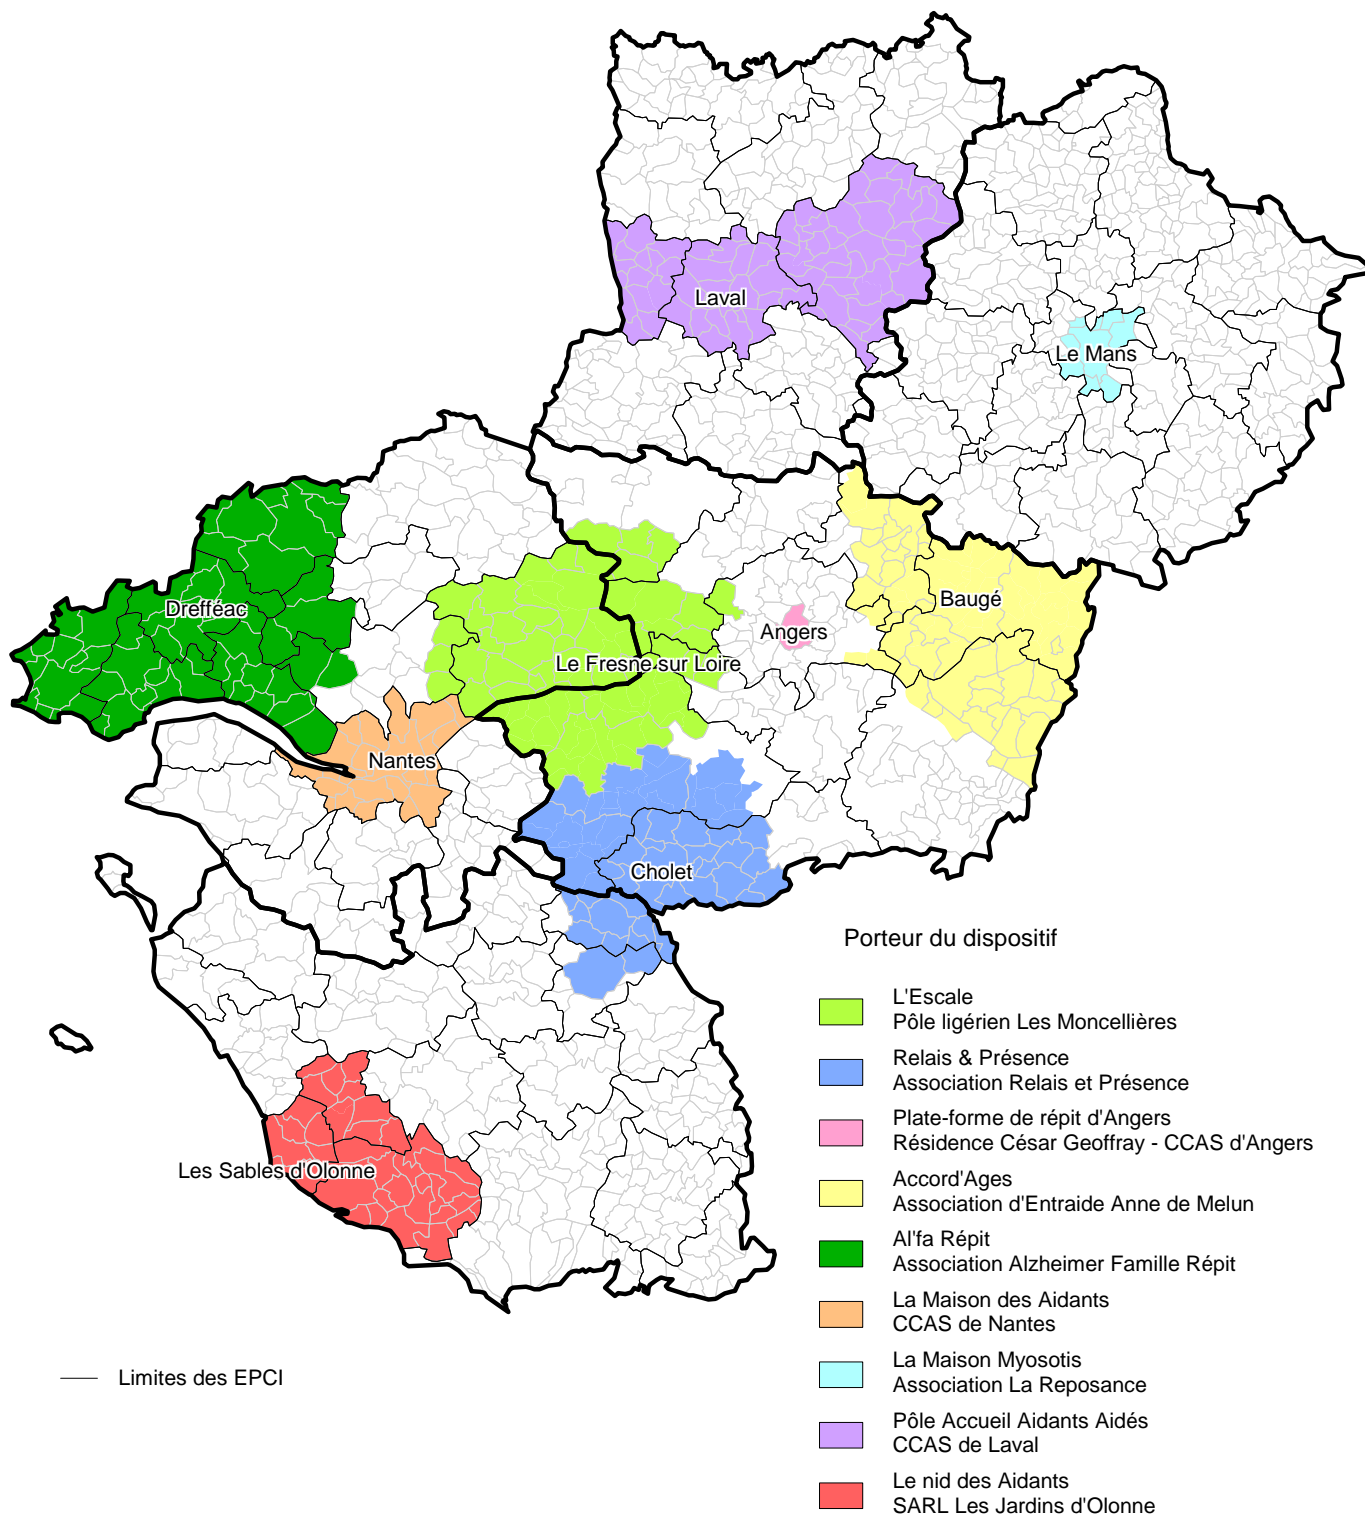 Laval
Le Mans
Drefféac
Baugé
Angers
Le Fresne sur Loire
Nantes
Cholet
Les Sables d'Olonne
Porteur du dispositif
L'Escale
Pôle ligérien Les Moncellières
Relais & Présence
Association Relais et Présence
Plate-forme de répit d'Angers
Résidence César Geoffray - CCAS d'Angers
Accord'Ages
Association d'Entraide Anne de Melun
Al'fa Répit
Association Alzheimer Famille Répit
La Maison des Aidants
CCAS de Nantes
La Maison Myosotis
Association La Reposance
Pôle Accueil Aidants Aidés
CCAS de Laval
Le nid des Aidants
SARL Les Jardins d'Olonne
Limites des EPCI